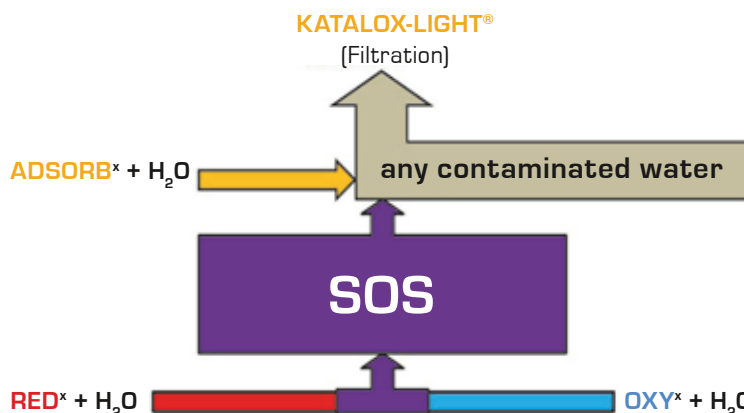 KATALOX-LIGHT®
(Filtration)
ADSORBˣ + H₂O
any contaminated water
SOS
REDˣ + H₂O
OXYˣ + H₂O